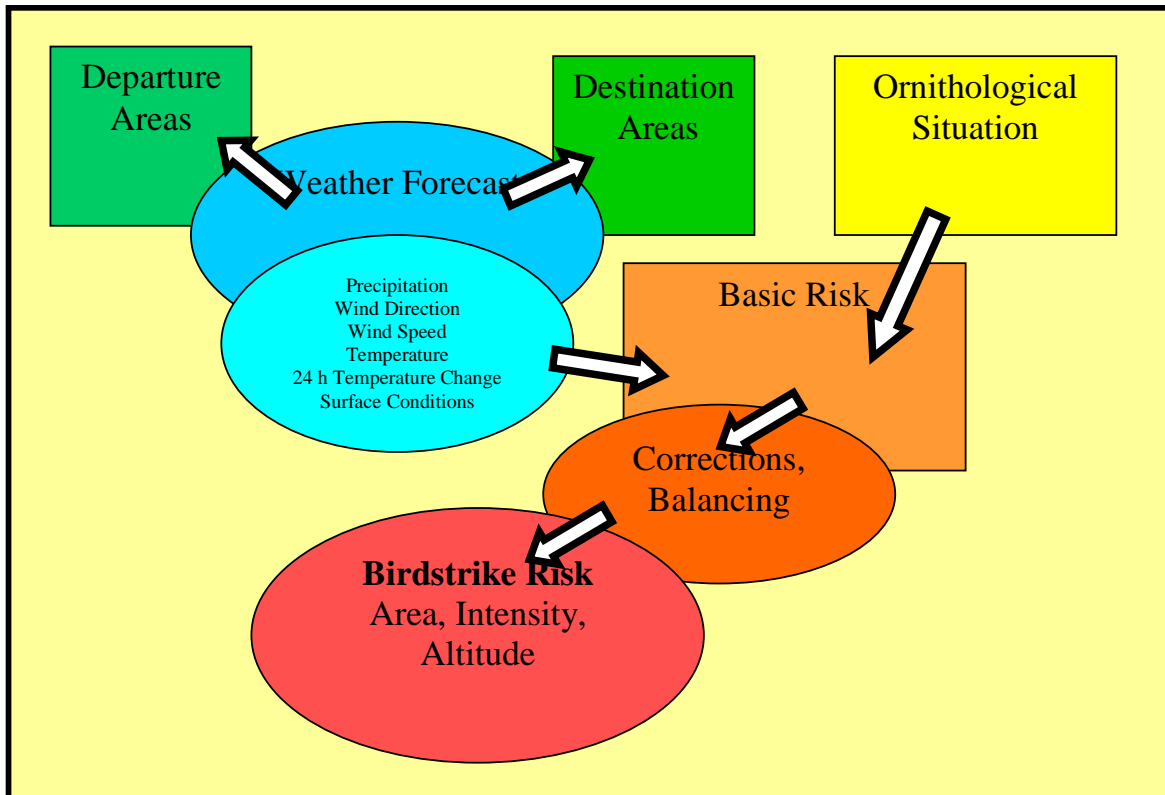 Departure
Areas
Destination
Areas
Ornithological
Situation
Weather Forecast
Precipitation
Wind Direction
Wind Speed
Temperature
24 h Temperature Change
Surface Conditions
Basic Risk
Corrections,
Balancing
Birdstrike Risk
Area, Intensity,
Altitude